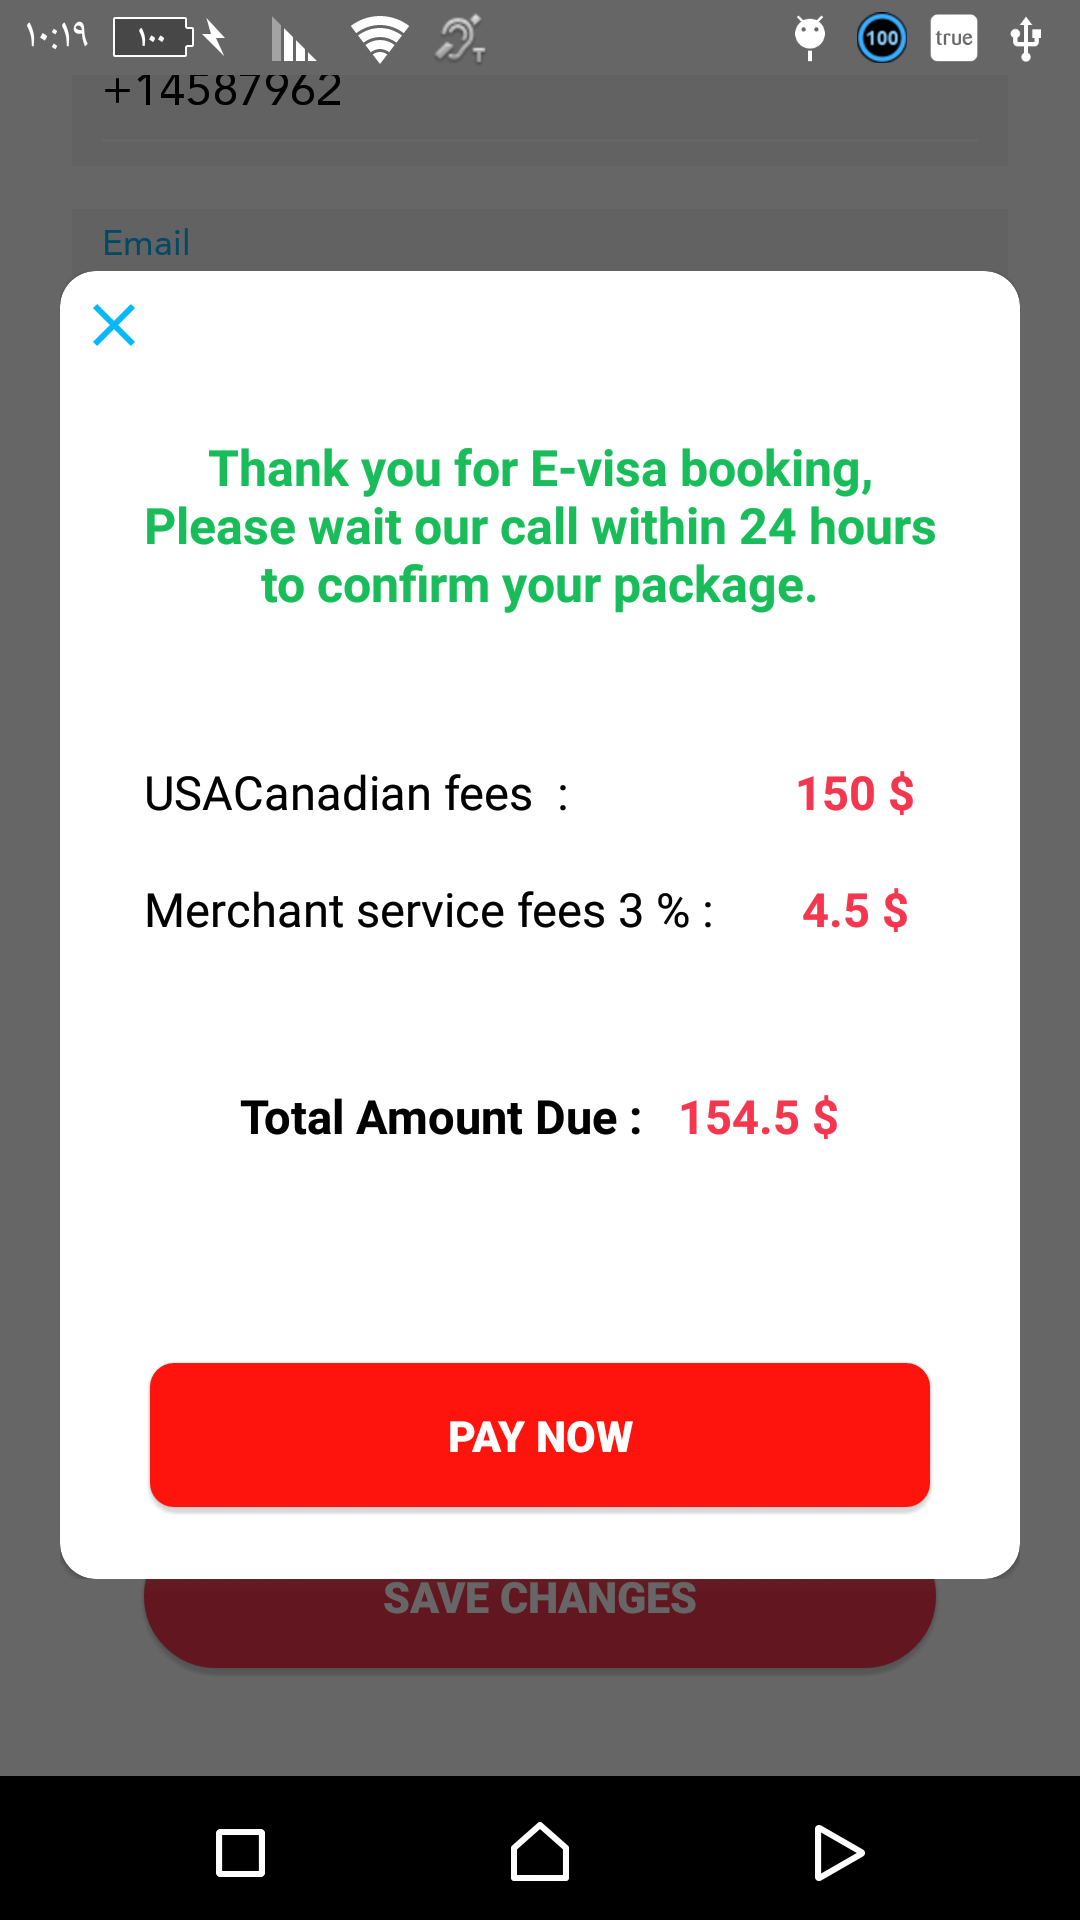 ١٠:١٩
١٠٠
T
100
true
+14587962
Email
Thank you for E-visa booking,
Please wait our call within 24 hours
to confirm your package.
USACanadian fees  :
150 $
Merchant service fees 3 % :
4.5 $
Total Amount Due :
154.5 $
PAY NOW
SAVE CHANGES